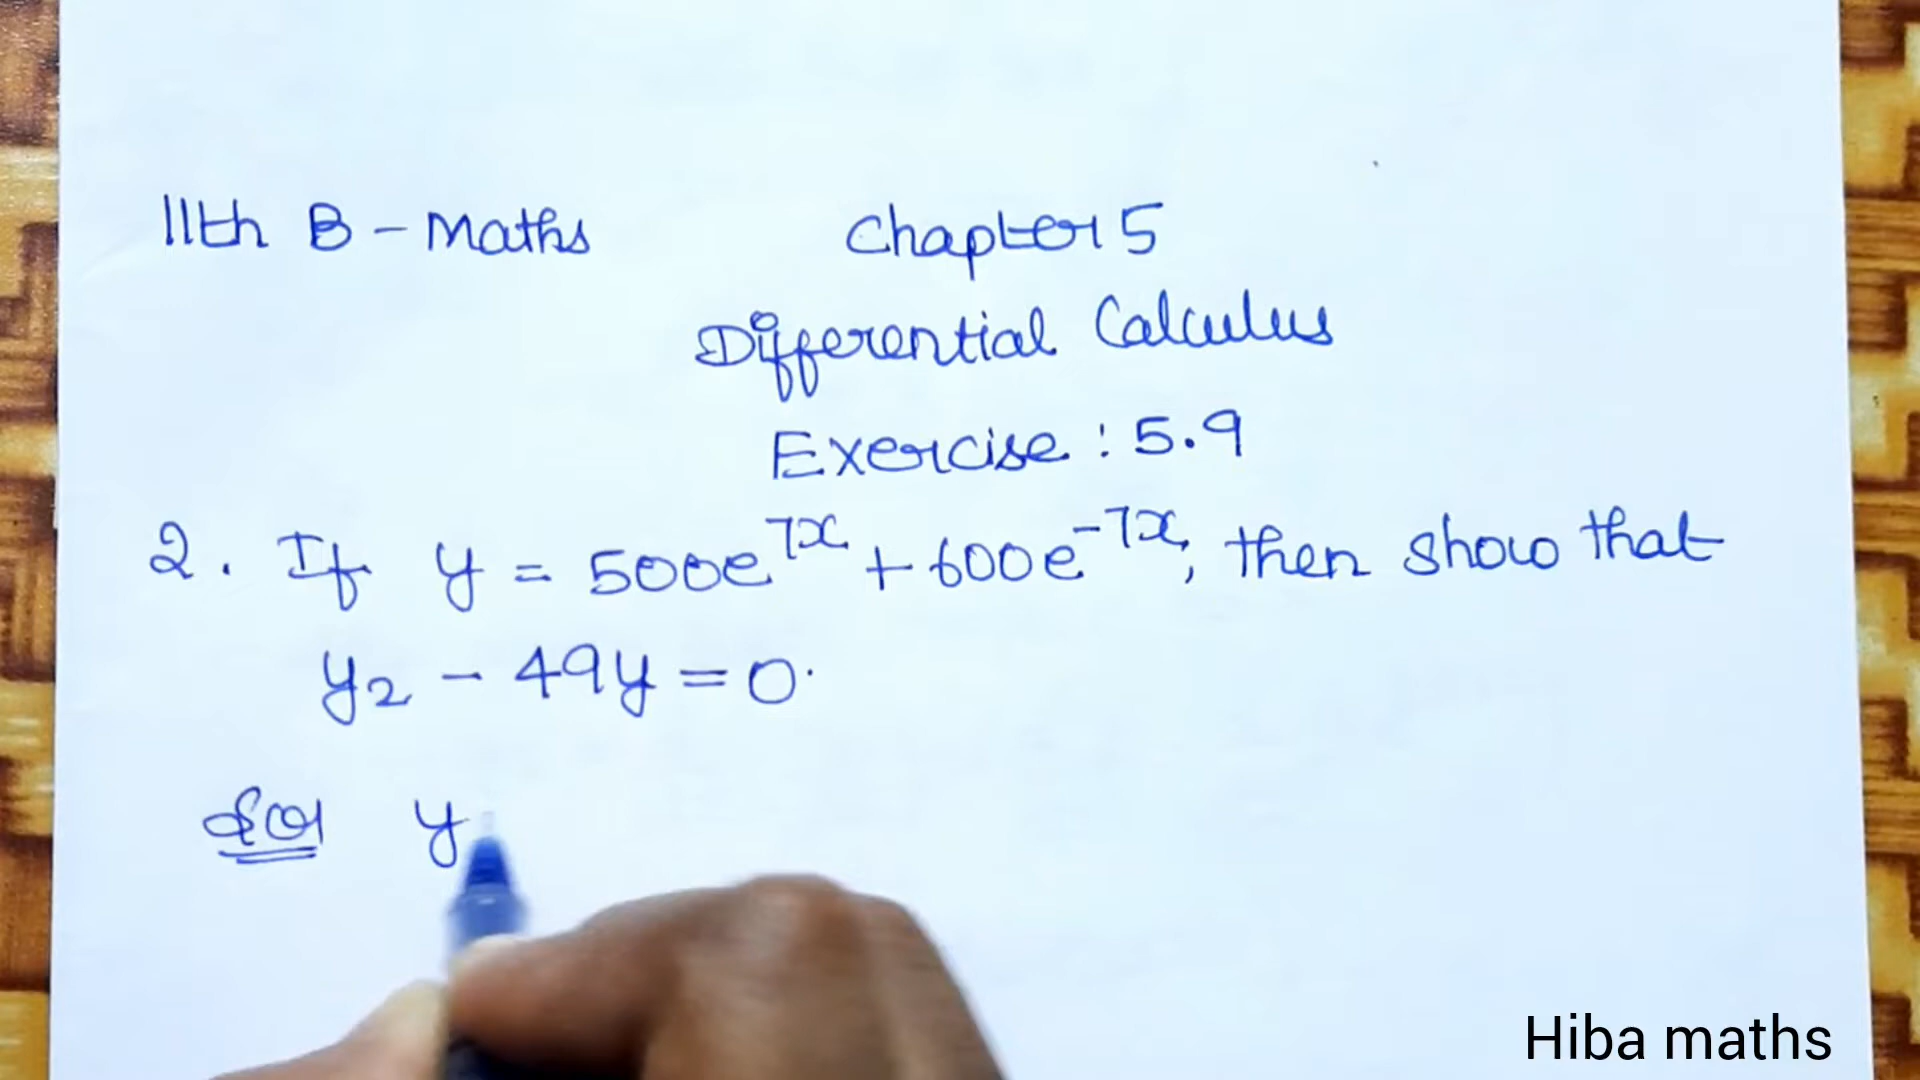 11th B - Maths Chapter 5
Differential Calculus
Exercise : 5.9
2. If y = 500e^7x + 600e^-7x, then show that
y₂ - 49y = 0.
Sol y
Hiba maths